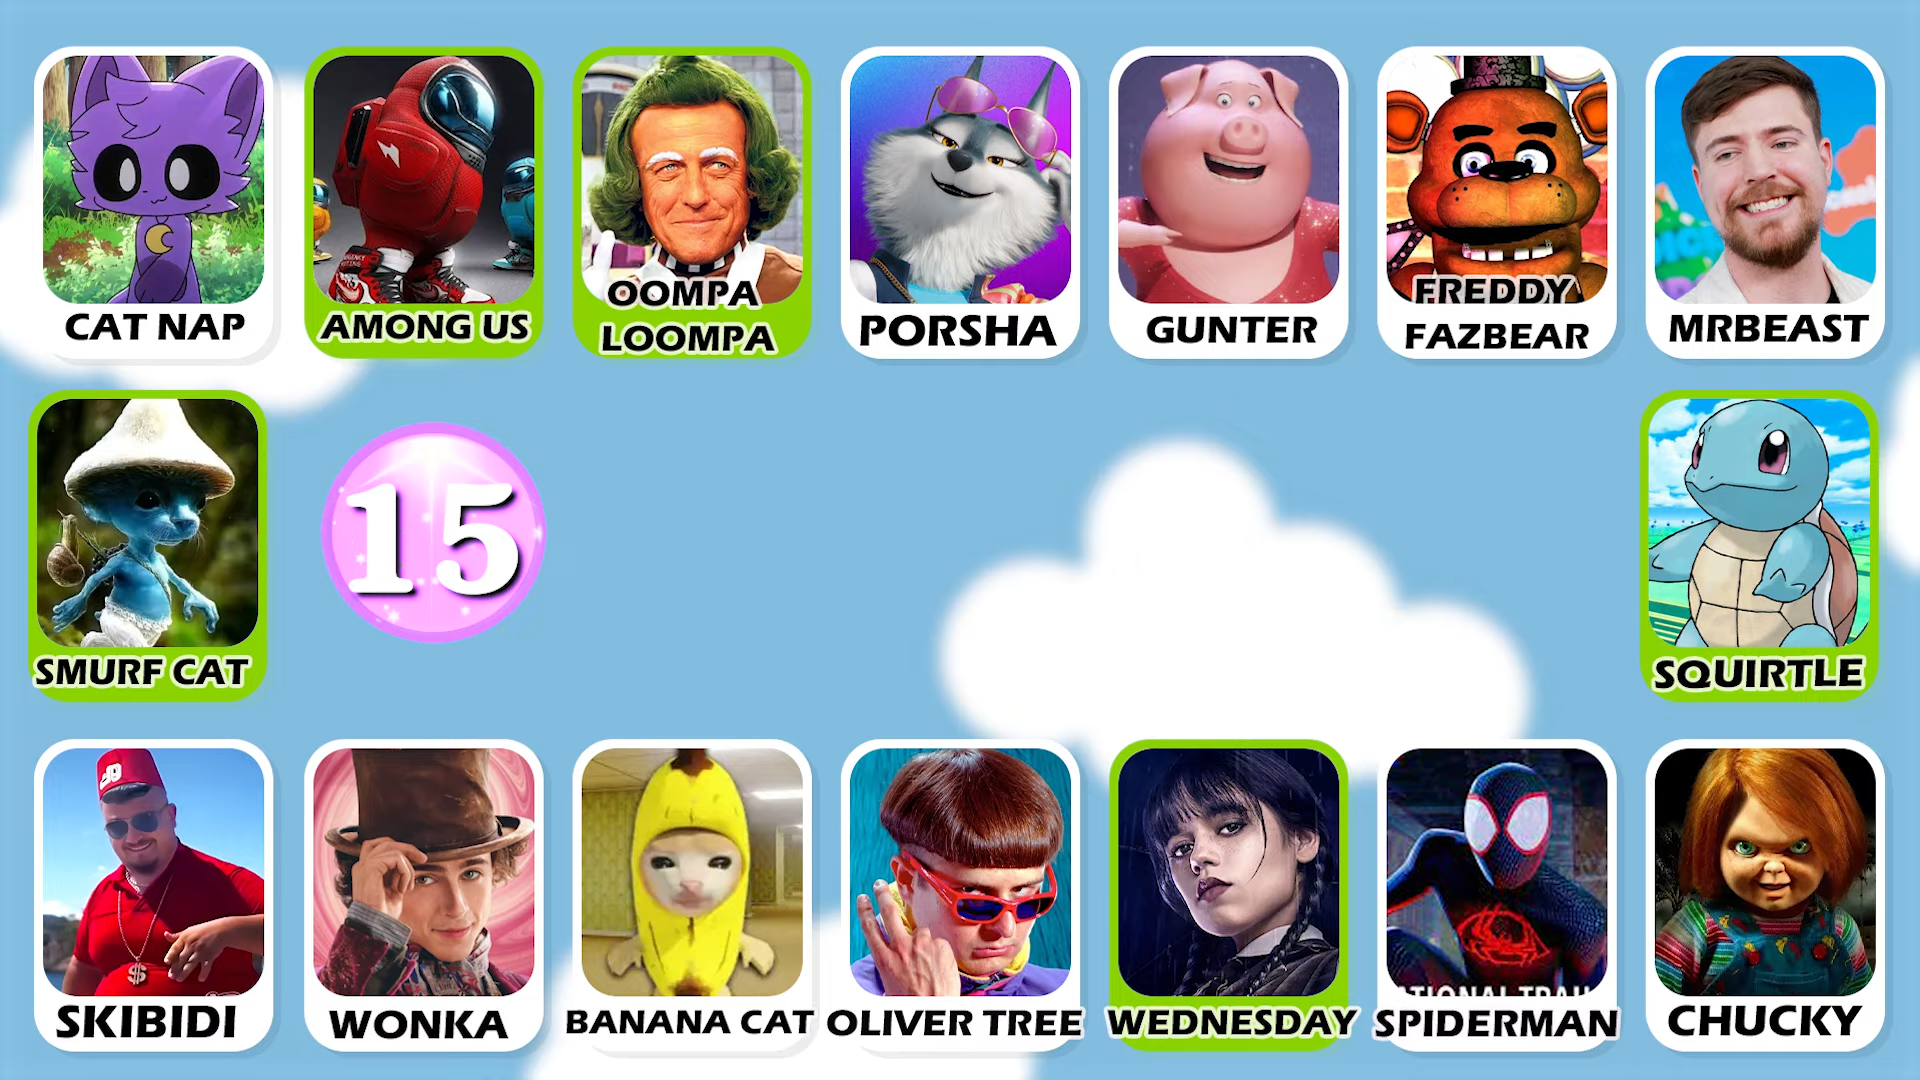 CAT NAP
AMONG US
OOMPA
LOOMPA
PORSHA
GUNTER
FREDDY
FAZBEAR
MRBEAST
SMURF CAT
15
SQUIRTLE
SKIBIDI
WONKA
BANANA CAT
OLIVER TREE
WEDNESDAY
SPIDERMAN
CHUCKY